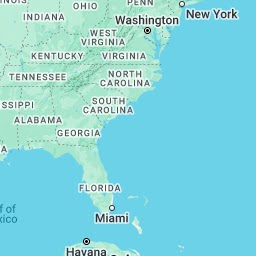 OHIO
PENN
New York
INDIANA
Washington
WEST
VIRGINIA
KENTUCKY
VIRGINIA
TENNESSEE
NORTH
CAROLINA
SSIPPI
SOUTH
CAROLINA
ALABAMA
GEORGIA
FLORIDA
f of
xico
Miami
Havana